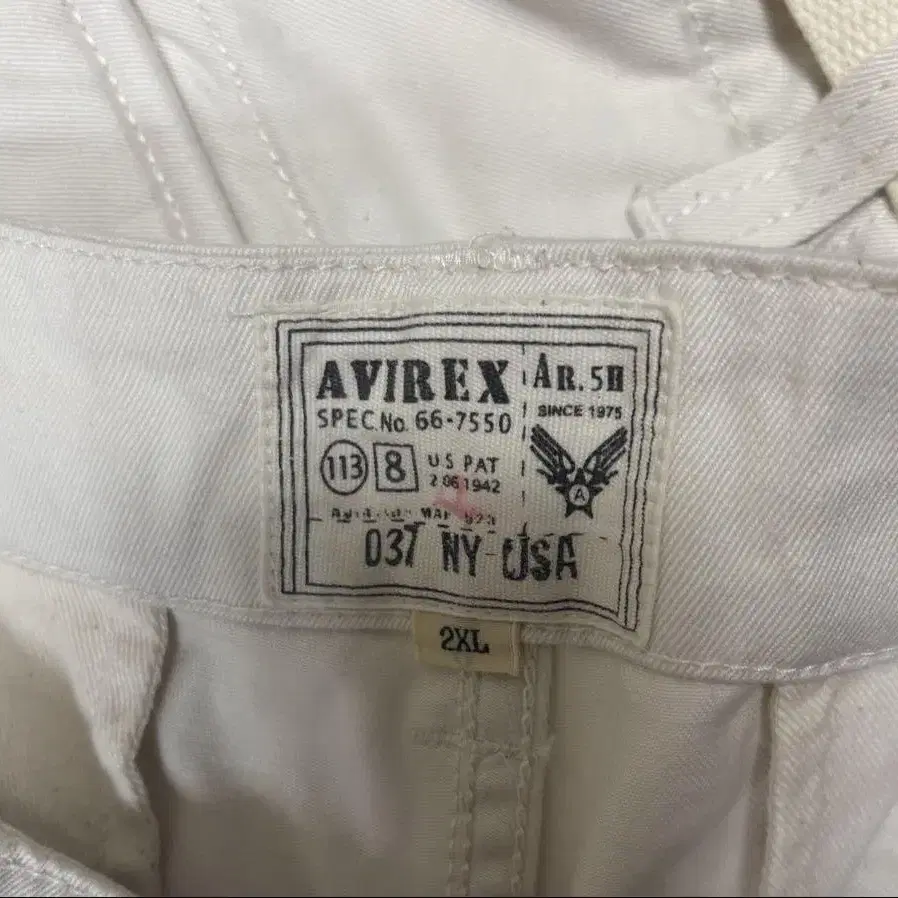 AVIREX
AR. 5H
SPEC.No. 66-7550
SINCE 1975
113 8 US PAT
2 06 1942
A
037 NY-USA
2XL